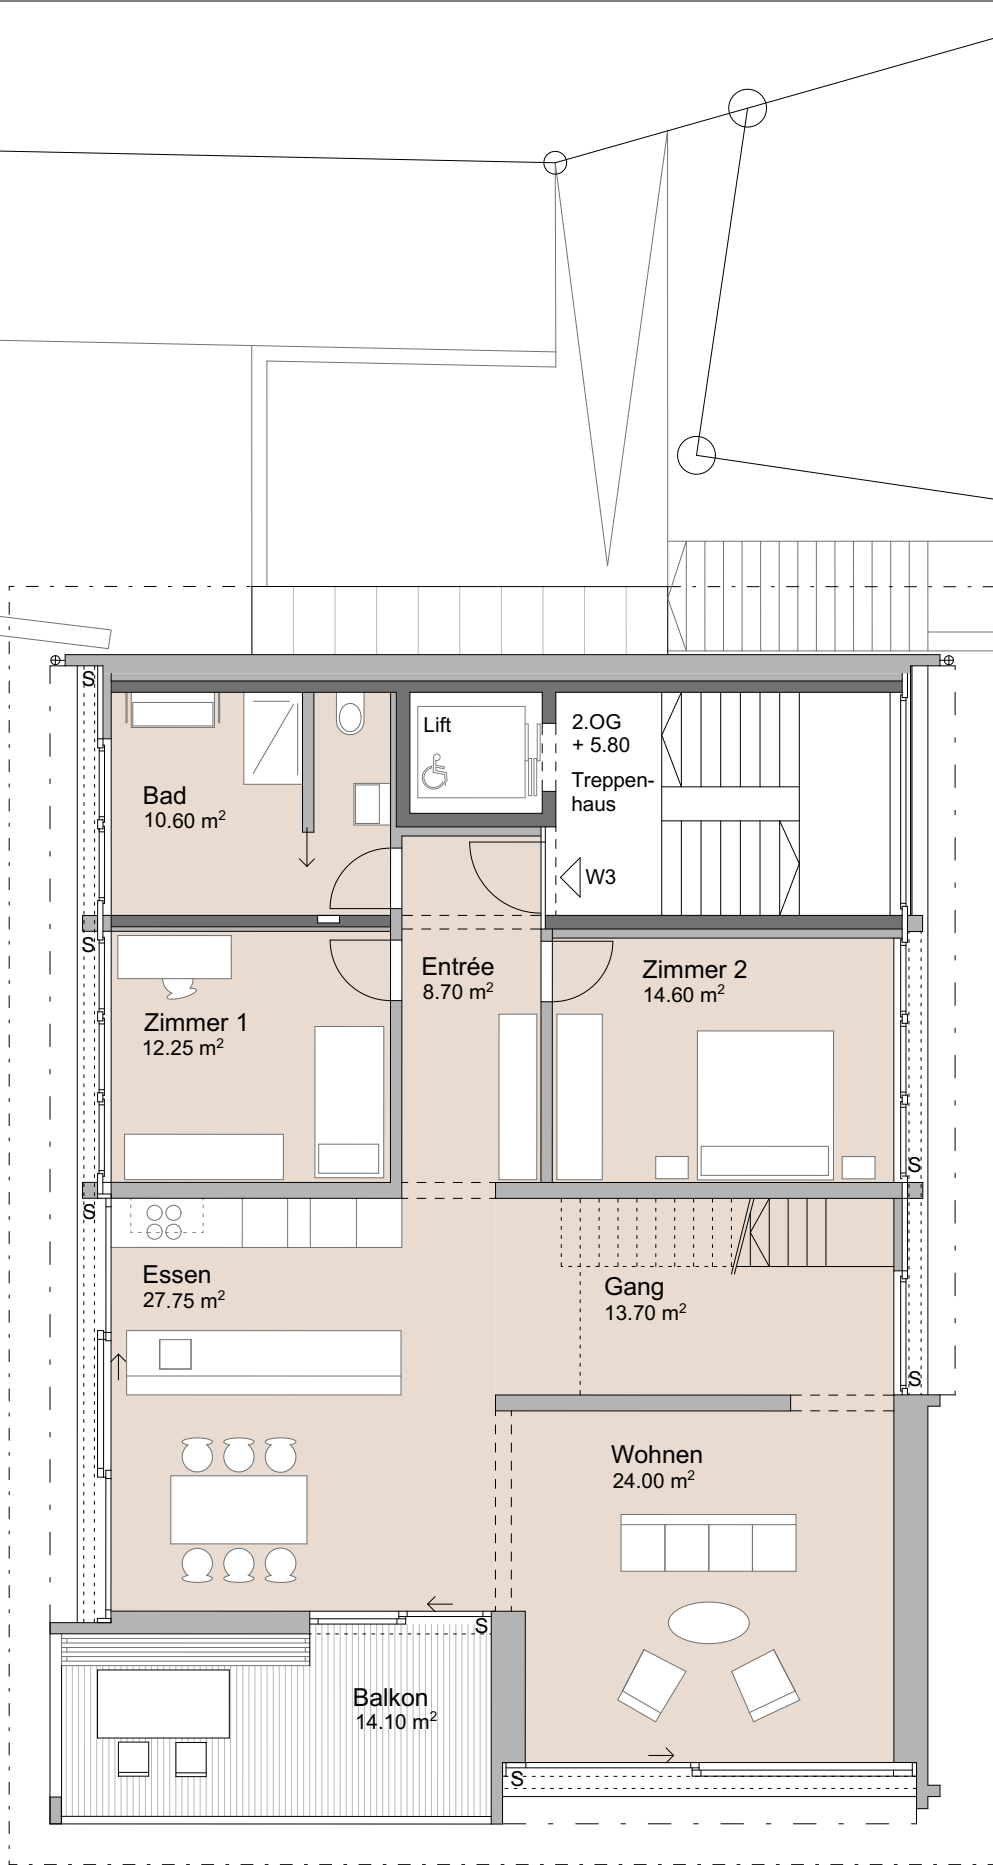 S
Lift
2.OG
+ 5.80
Treppen-
haus
Bad
10.60 m²
W3
S
Entrée
8.70 m²
Zimmer 2
14.60 m²
Zimmer 1
12.25 m²
S
S
Essen
27.75 m²
Gang
13.70 m²
S
Wohnen
24.00 m²
S
Balkon
14.10 m²
S